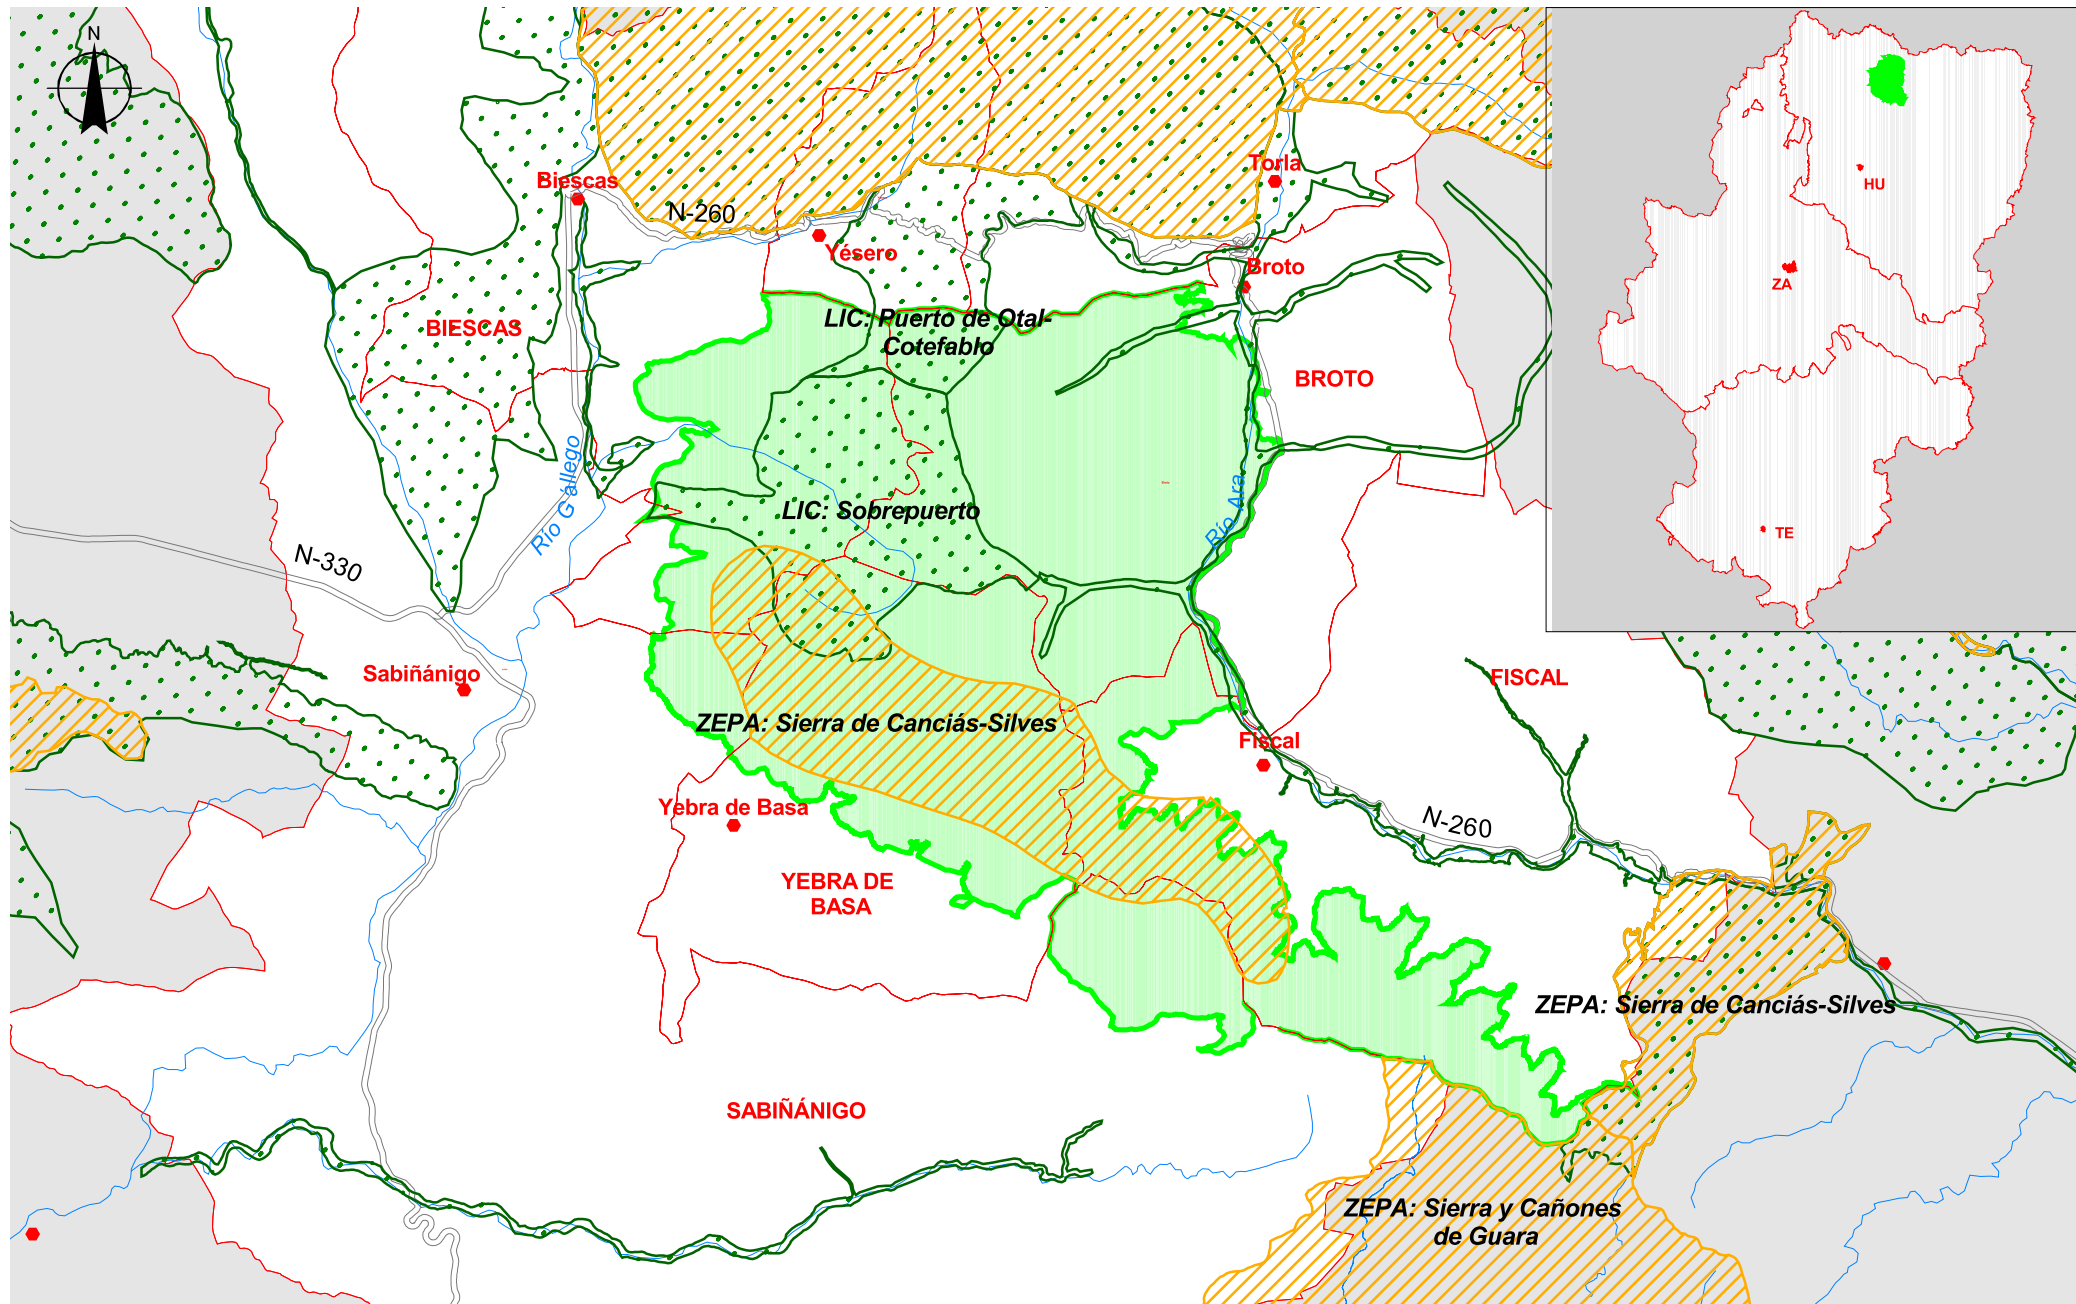 N
Biescas
N-260
Torla
Yésero
Broto
BIESCAS
LIC: Puerto de Otal-
Cotefablo
BROTO
Río Gállego
LIC: Sobrepuerto
Río Ara
N-330
Sabiñánigo
FISCAL
ZEPA: Sierra de Canciás-Silves
Fiscal
Yebra de Basa
N-260
YEBRA DE
BASA
ZEPA: Sierra de Canciás-Silves
SABIÑÁNIGO
ZEPA: Sierra y Cañones
de Guara
HU
ZA
TE